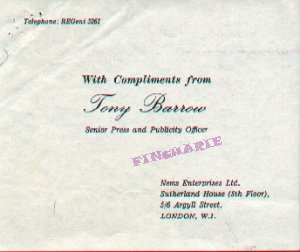 Telephone: REGent 3261
With Compliments from
Tony Barrow
Senior Press and Publicity Officer
FINGHARIE
Nems Enterprises Ltd.
Sutherland House (5th Floor),
5/6 Argyll Street,
LONDON, W.1.